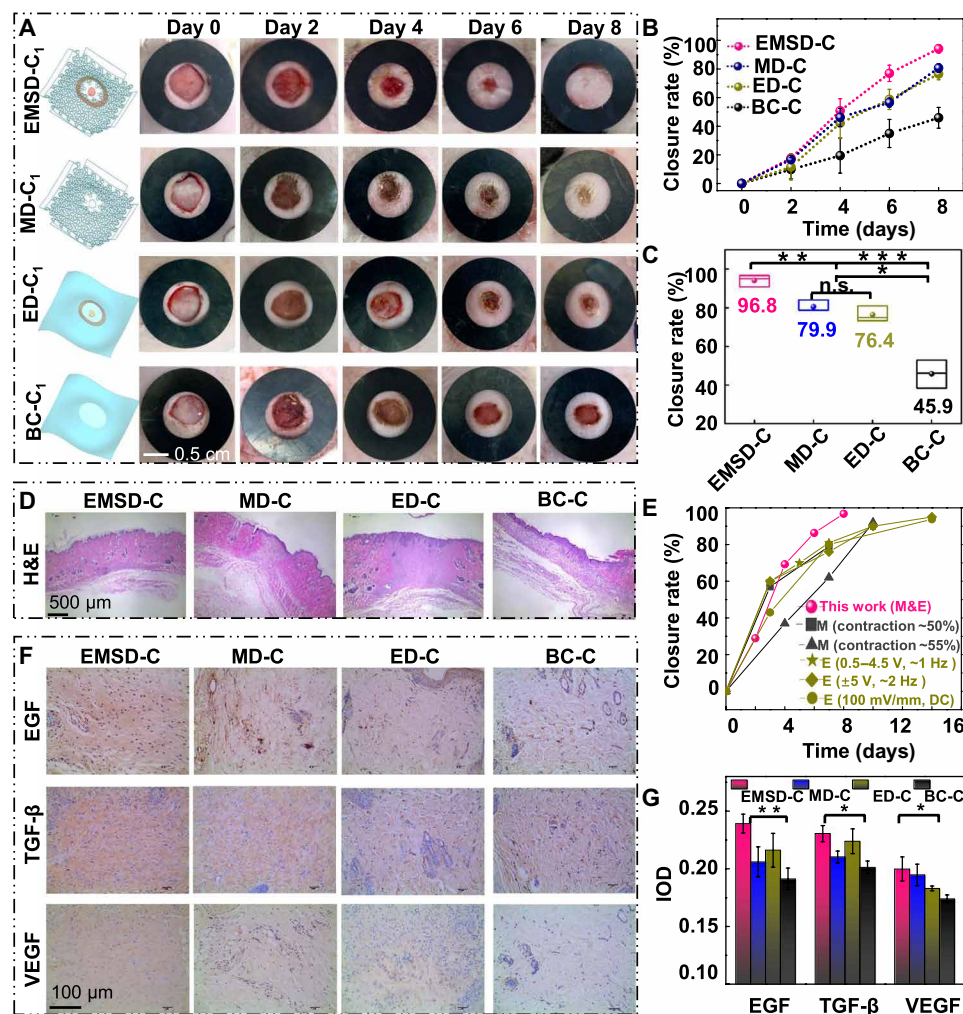 A
Day 0 Day 2 Day 4 Day 6 Day 8
EMSD-C1
MD-C1
ED-C1
BC-C1
0.5 cm
B
Closure rate (%)
100
80
60
40
20
0
EMSD-C
MD-C
ED-C
BC-C
0 2 4 6 8
Time (days)
C
Closure rate (%)
100
80
60
40
20
* * * * *
*
n.s.
96.8
79.9
76.4
45.9
EMSD-C MD-C ED-C BC-C
D
EMSD-C MD-C ED-C BC-C
H&E
500 µm
E
Closure rate (%)
100
80
60
40
20
0
This work (M&E)
M (contraction ~50%)
M (contraction ~55%)
E (0.5–4.5 V, ~1 Hz )
E (±5 V, ~2 Hz )
E (100 mV/mm, DC)
0 4 8 12 16
Time (days)
F
EMSD-C MD-C ED-C BC-C
EGF
TGF-β
VEGF
100 µm
G
IOD
0.25
0.20
0.15
0.10
EMSD-C MD-C ED-C BC-C
* * * *
EGF TGF-β VEGF